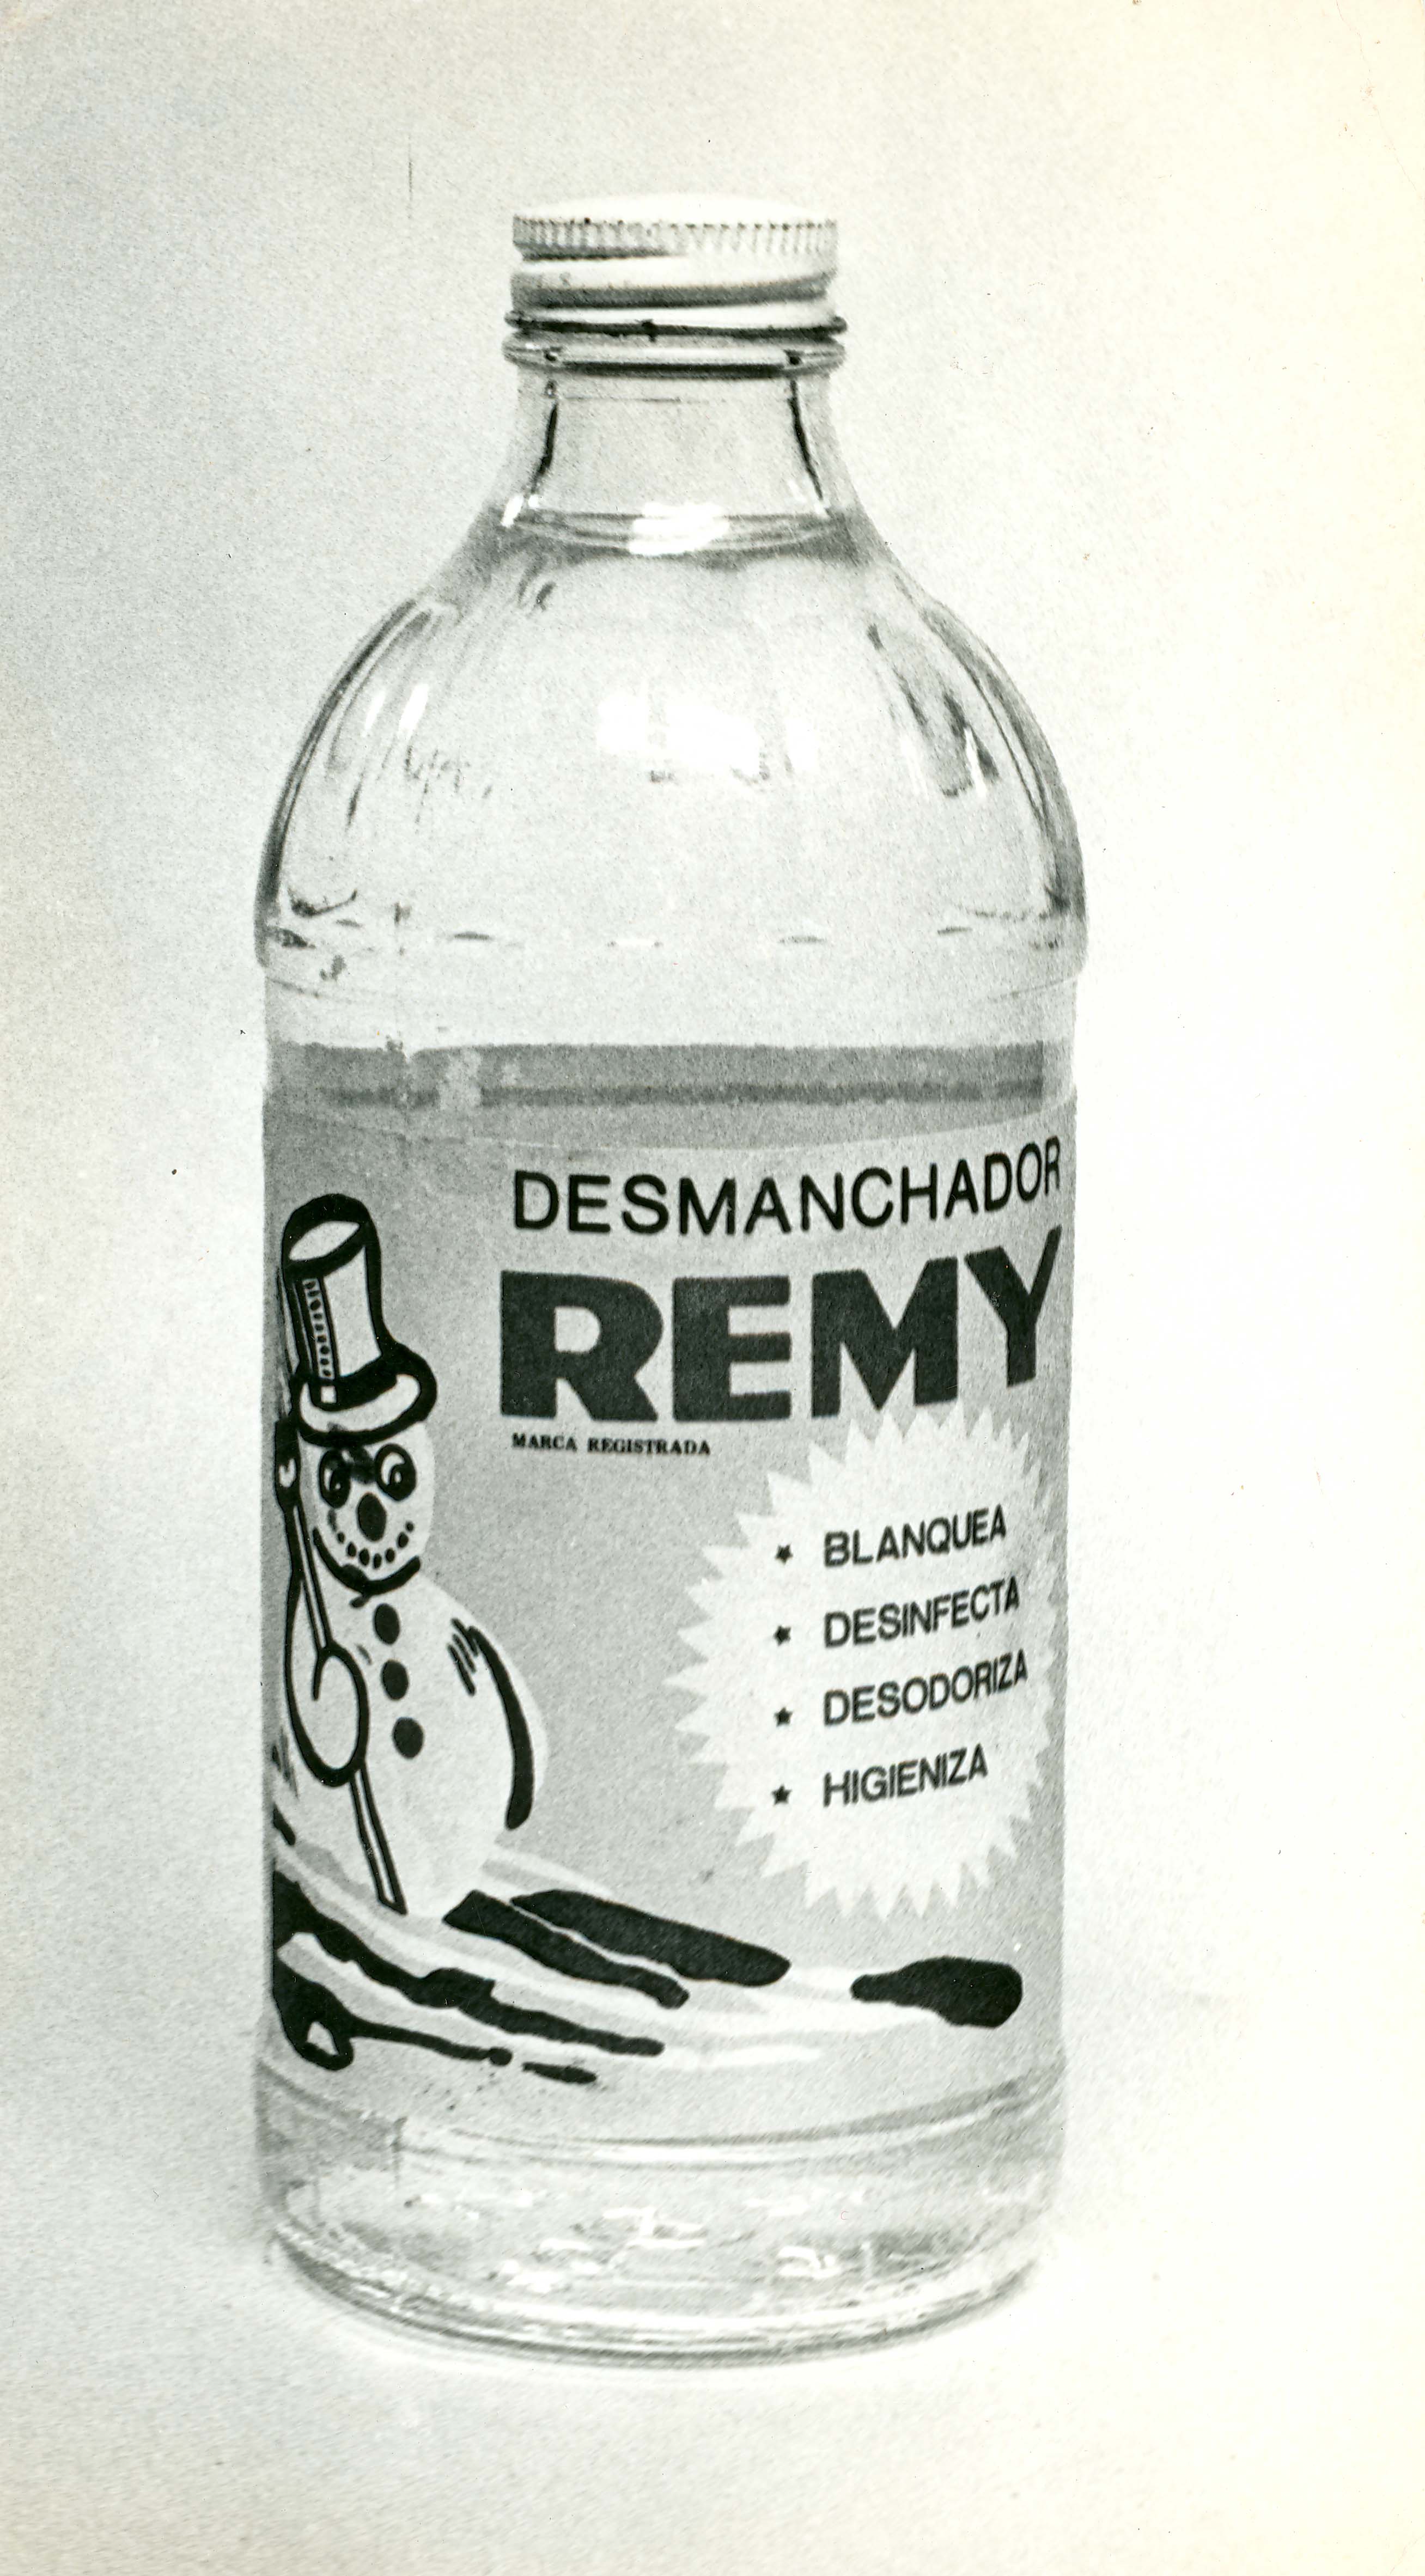 DESMANCHADOR
REMY
MARCA REGISTRADA
★ BLANQUEA
★ DESINFECTA
★ DESODORIZA
★ HIGIENIZA